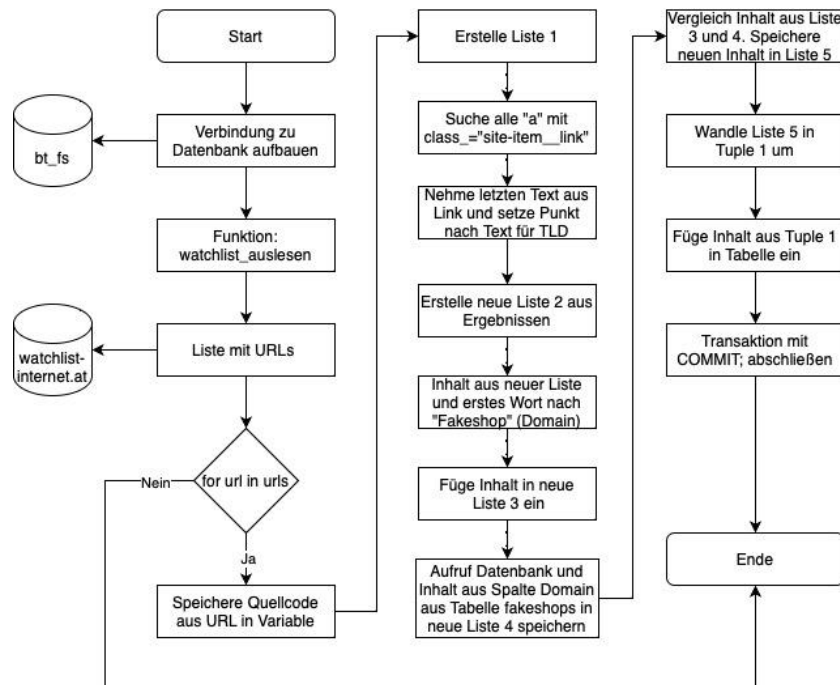 Start
Verbindung zu
Datenbank aufbauen
bt_fs
Funktion:
watchlist_auslesen
Liste mit URLs
watchlist-
internet.at
for url in urls
Nein
Ja
Speichere Quellcode
aus URL in Variable
Erstelle Liste 1
Suche alle "a" mit
class_="site-item__link"
Nehme letzten Text aus
Link und setze Punkt
nach Text für TLD
Erstelle neue Liste 2 aus
Ergebnissen
Inhalt aus neuer Liste
und erstes Wort nach
"Fakeshop" (Domain)
Füge Inhalt in neue
Liste 3 ein
Aufruf Datenbank und
Inhalt aus Spalte Domain
aus Tabelle fakeshops in
neue Liste 4 speichern
Vergleich Inhalt aus Liste
3 und 4. Speichere
neuen Inhalt in Liste 5
Wandle Liste 5 in
Tuple 1 um
Füge Inhalt aus Tuple 1
in Tabelle ein
Transaktion mit
COMMIT; abschließen
Ende